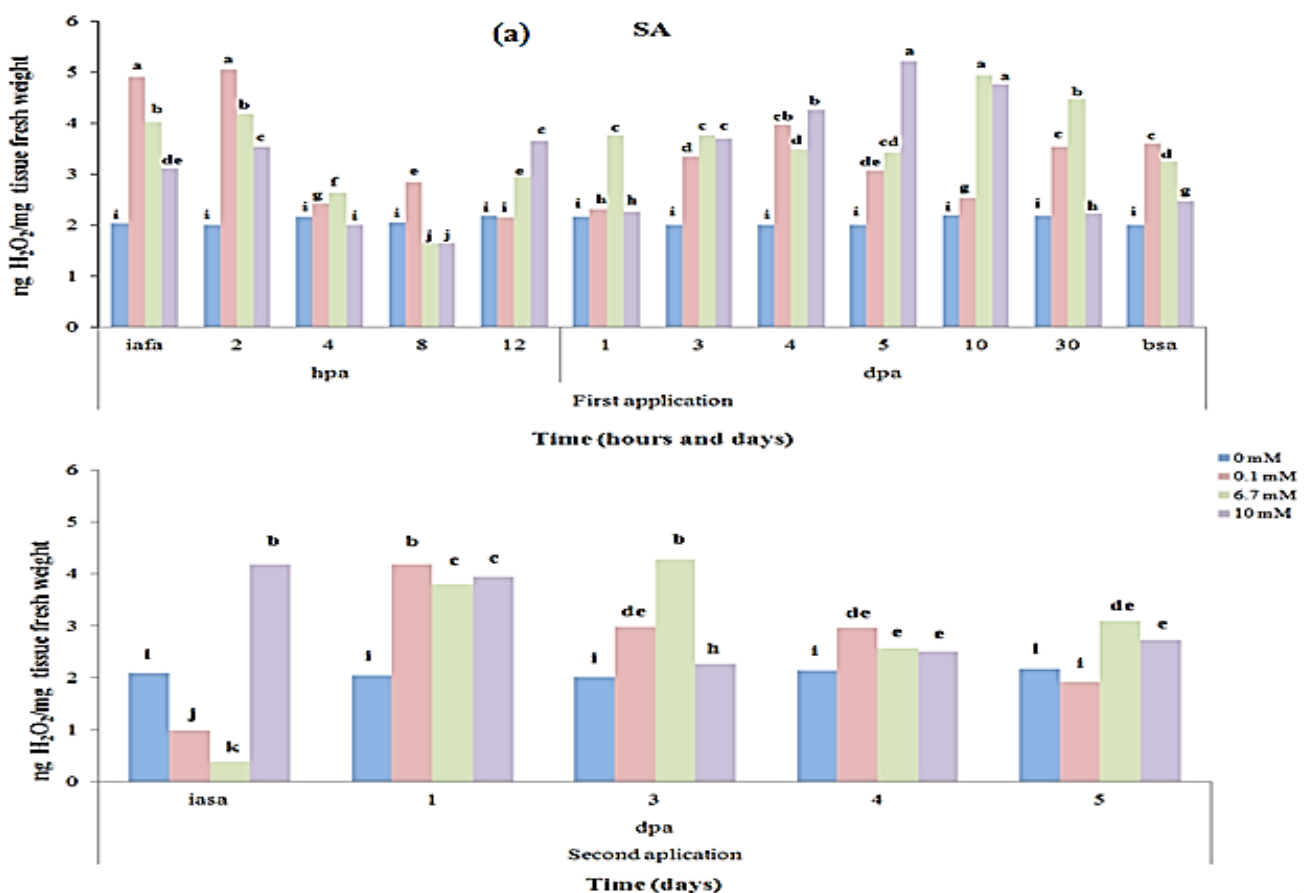 (a) SA
ng H₂O₂/mg tissue fresh weight
6
5
4
3
2
1
0
i a b de
i a b c
i g f i
i e j j
i i e c
i h c h
i d c c
i cb d b
i de cd a
i g a a
i c b h
i c d g
iafa 2 4 8 12 1 3 4 5 10 30 bsa
hpa dpa
First application
Time (hours and days)
0 mM
0.1 mM
6.7 mM
10 mM
ng H₂O₂/mg tissue fresh weight
6
5
4
3
2
1
0
i j k b
i b c c
i de b h
i de e e
i i de e
iasa 1 3 4 5
dpa
Second aplication
Time (days)